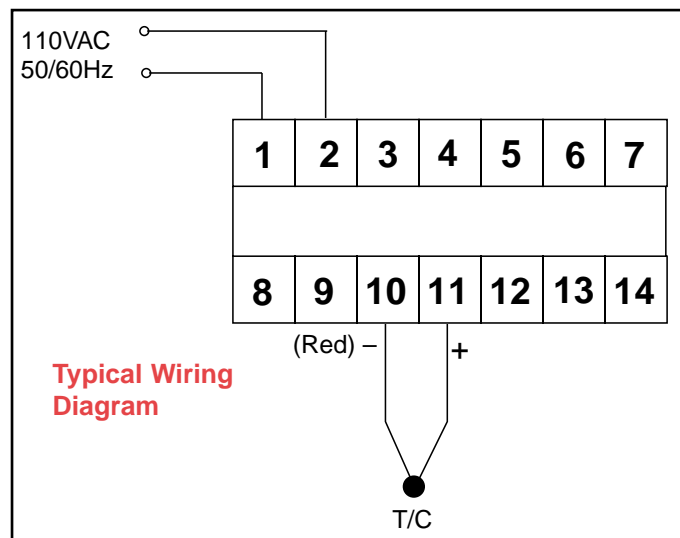 110VAC
50/60Hz
1 2 3 4 5 6 7
8 9 10 11 12 13 14
(Red) – +
Typical Wiring
Diagram
T/C